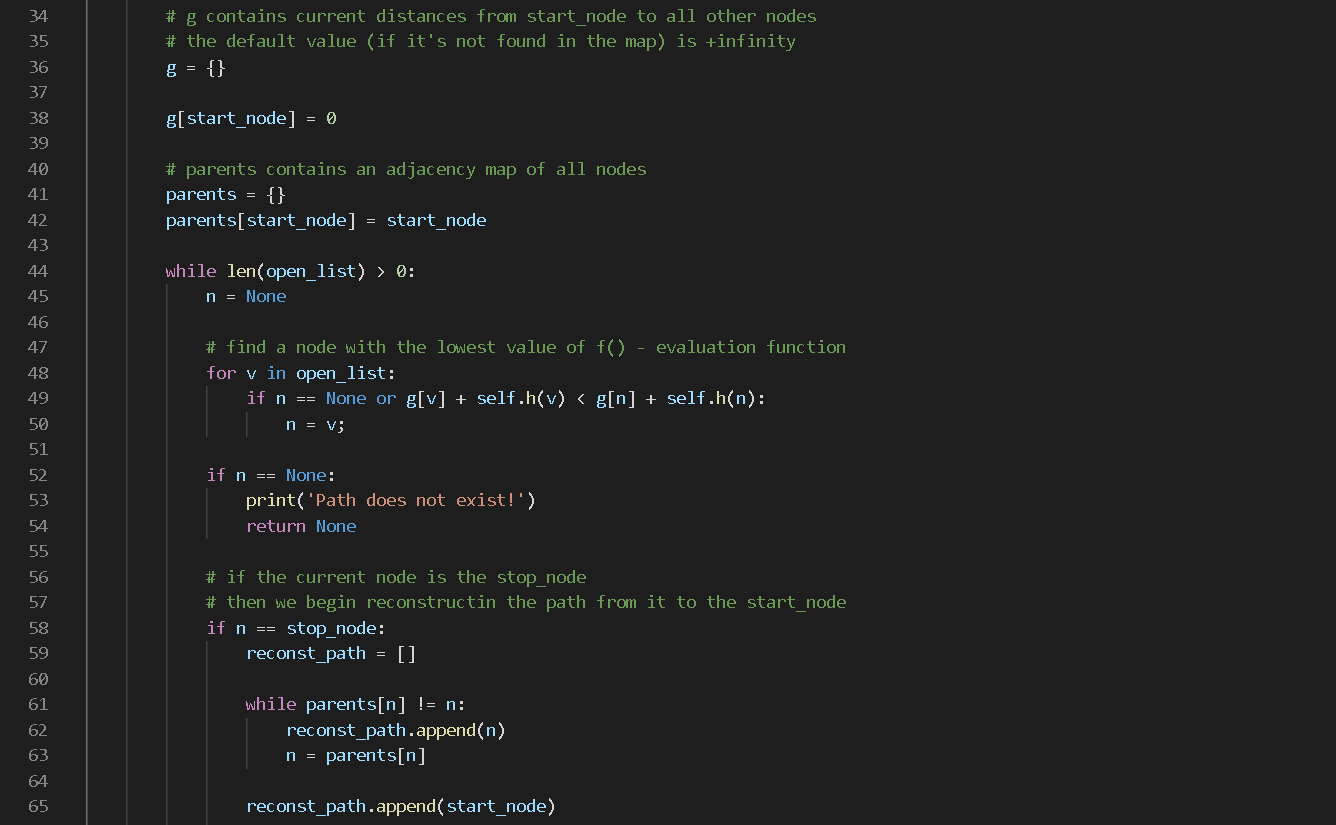 34 # g contains current distances from start_node to all other nodes
35 # the default value (if it's not found in the map) is +infinity
36 g = {}
37
38 g[start_node] = 0
39
40 # parents contains an adjacency map of all nodes
41 parents = {}
42 parents[start_node] = start_node
43
44 while len(open_list) > 0:
45 n = None
46
47 # find a node with the lowest value of f() - evaluation function
48 for v in open_list:
49 if n == None or g[v] + self.h(v) < g[n] + self.h(n):
50 n = v;
51
52 if n == None:
53 print('Path does not exist!')
54 return None
55
56 # if the current node is the stop_node
57 # then we begin reconstructin the path from it to the start_node
58 if n == stop_node:
59 reconst_path = []
60
61 while parents[n] != n:
62 reconst_path.append(n)
63 n = parents[n]
64
65 reconst_path.append(start_node)